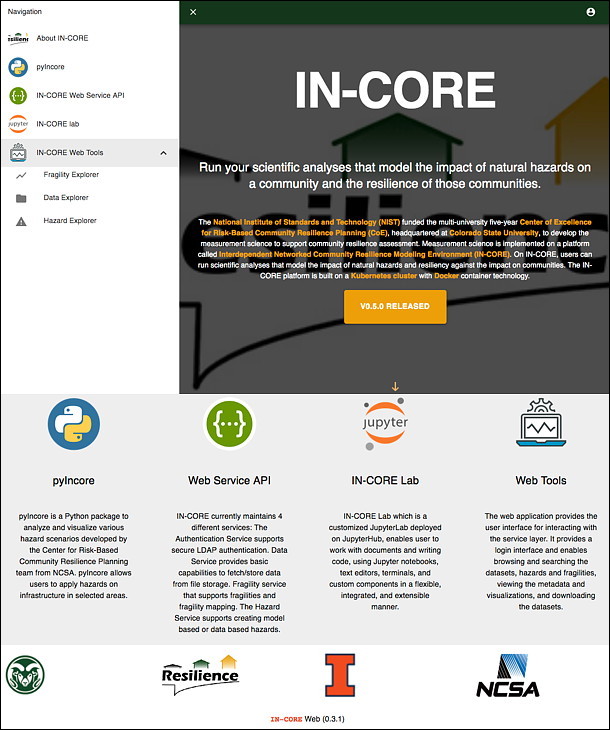 Navigation
About IN-CORE
pyIncore
IN-CORE Web Service API
jupyter
IN-CORE lab
IN-CORE Web Tools
Fragility Explorer
Data Explorer
Hazard Explorer
IN-CORE
Run your scientific analyses that model the impact of natural hazards on
a community and the resilience of those communities.
The National Institute of Standards and Technology (NIST) funded the multi-university five-year Center of Excellence
for Risk-Based Community Resilience Planning (CoE), headquartered at Colorado State University, to develop the
measurement science to support community resilience assessment. Measurement science is implemented on a platform
called Interdependent Networked Community Resilience Modeling Environment (IN-CORE). On IN-CORE, users can
run scientific analyses that model the impact of natural hazards and resiliency against the impact on communities. The IN-
CORE platform is built on a Kubernetes cluster with Docker container technology.
V0.5.0 RELEASED
jupyter
pyIncore
pyIncore is a Python package to
analyze and visualize various
hazard scenarios developed by
the Center for Risk-Based
Community Resilience Planning
team from NCSA. pyIncore allows
users to apply hazards on
infrastructure in selected areas.
Web Service API
IN-CORE currently maintains 4
different services: The
Authentication Service supports
secure LDAP authentication. Data
Service provides basic
capabilities to fetch/store data
from file storage. Fragility service
that supports fragilities and
fragility mapping. The Hazard
Service supports creating model
based or data based hazards.
IN-CORE Lab
IN-CORE Lab which is a
customized JupyterLab deployed
on JupyterHub, enables user to
work with documents and writing
code, using Jupyter notebooks,
text editors, terminals, and
custom components in a flexible,
integrated, and extensible
manner.
Web Tools
The web application provides the
user interface for interacting with
the service layer. It provides a
login interface and enables
browsing and searching the
datasets, hazards and fragilities,
viewing the metadata and
visualizations, and downloading
the datasets.
Resilience
I
NCSA
IN-CORE Web (0.3.1)